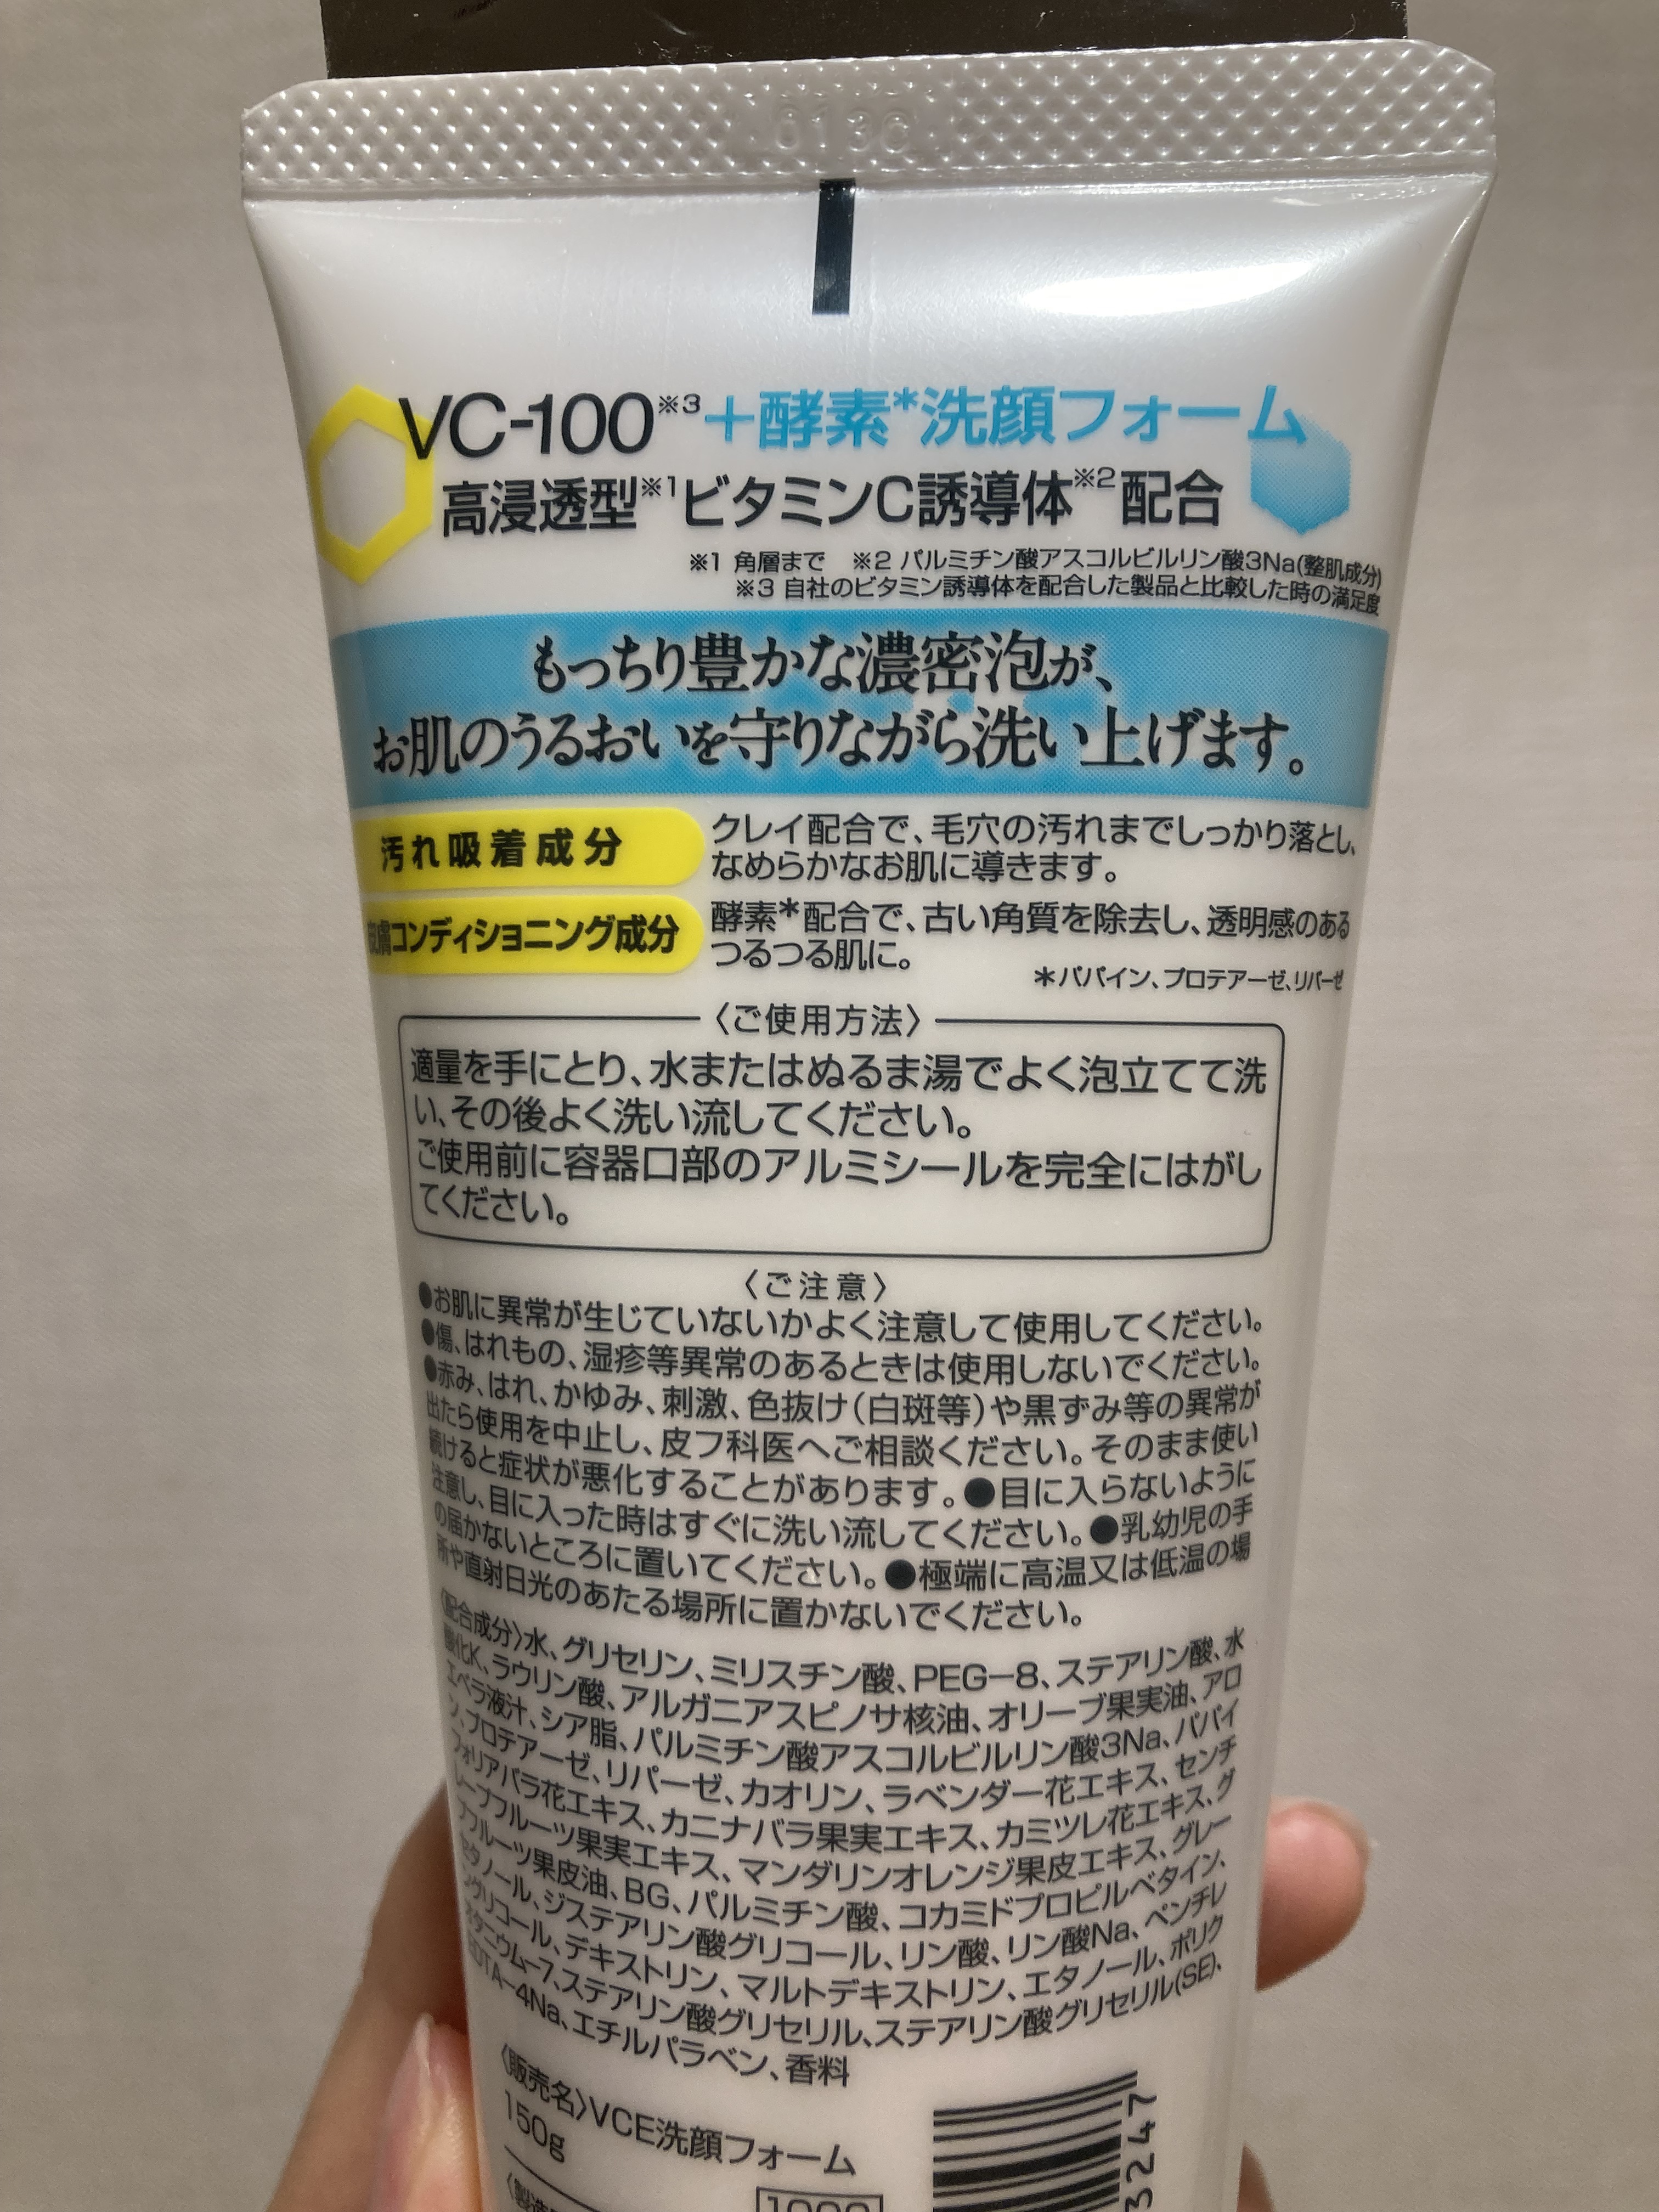 013C
VC-100※3＋酵素*洗顔フォーム
高浸透型※1ビタミンC誘導体※2配合
※1 角層まで ※2 パルミチン酸アスコルビルリン酸3Na(整肌成分)
※3 自社のビタミン誘導体を配合した製品と比較した時の満足度
もっちり豊かな濃密泡が、
お肌のうるおいを守りながら洗い上げます。
汚れ吸着成分
クレイ配合で、毛穴の汚れまでしっかり落とし、
なめらかなお肌に導きます。
皮膚コンディショニング成分
酵素*配合で、古い角質を除去し、透明感のある
つるつる肌に。
*パパイン、プロテアーゼ、リパーゼ
〈ご使用方法〉
適量を手にとり、水またはぬるま湯でよく泡立てて洗
い、その後よく洗い流してください。
ご使用前に容器口部のアルミシールを完全にはがし
てください。
〈ご注意〉
●お肌に異常が生じていないかよく注意して使用してください。
●傷、はれもの、湿疹等異常のあるときは使用しないでください。
●赤み、はれ、かゆみ、刺激、色抜け(白斑等)や黒ずみ等の異常が
出たら使用を中止し、皮フ科医へご相談ください。そのまま使い
続けると症状が悪化することがあります。●目に入らないように
注意し、目に入った時はすぐに洗い流してください。●乳幼児の手
の届かないところに置いてください。●極端に高温又は低温の場
所や直射日光のあたる場所に置かないでください。
〈配合成分〉水、グリセリン、ミリスチン酸、PEG－8、ステアリン酸、水
酸化K、ラウリン酸、アルガニアスピノサ核油、オリーブ果実油、アロ
エベラ液汁、シア脂、パルミチン酸アスコルビルリン酸3Na、パパイ
ン、プロテアーゼ、リパーゼ、カオリン、ラベンダー花エキス、センチ
フォリアバラ花エキス、カニナバラ果実エキス、カミツレ花エキス、グ
レープフルーツ果実エキス、マンダリンオレンジ果皮エキス、グレー
プフルーツ果皮油、BG、パルミチン酸、コカミドプロピルベタイン、
セタノール、ジステアリン酸グリコール、リン酸、リン酸Na、ペンチレ
ングリコール、デキストリン、マルトデキストリン、エタノール、ポリク
オタニウム－7、ステアリン酸グリセリル、ステアリン酸グリセリル(SE)、
EDTA－4Na、エチルパラベン、香料
〈販売名〉VCE洗顔フォーム
150g
3247